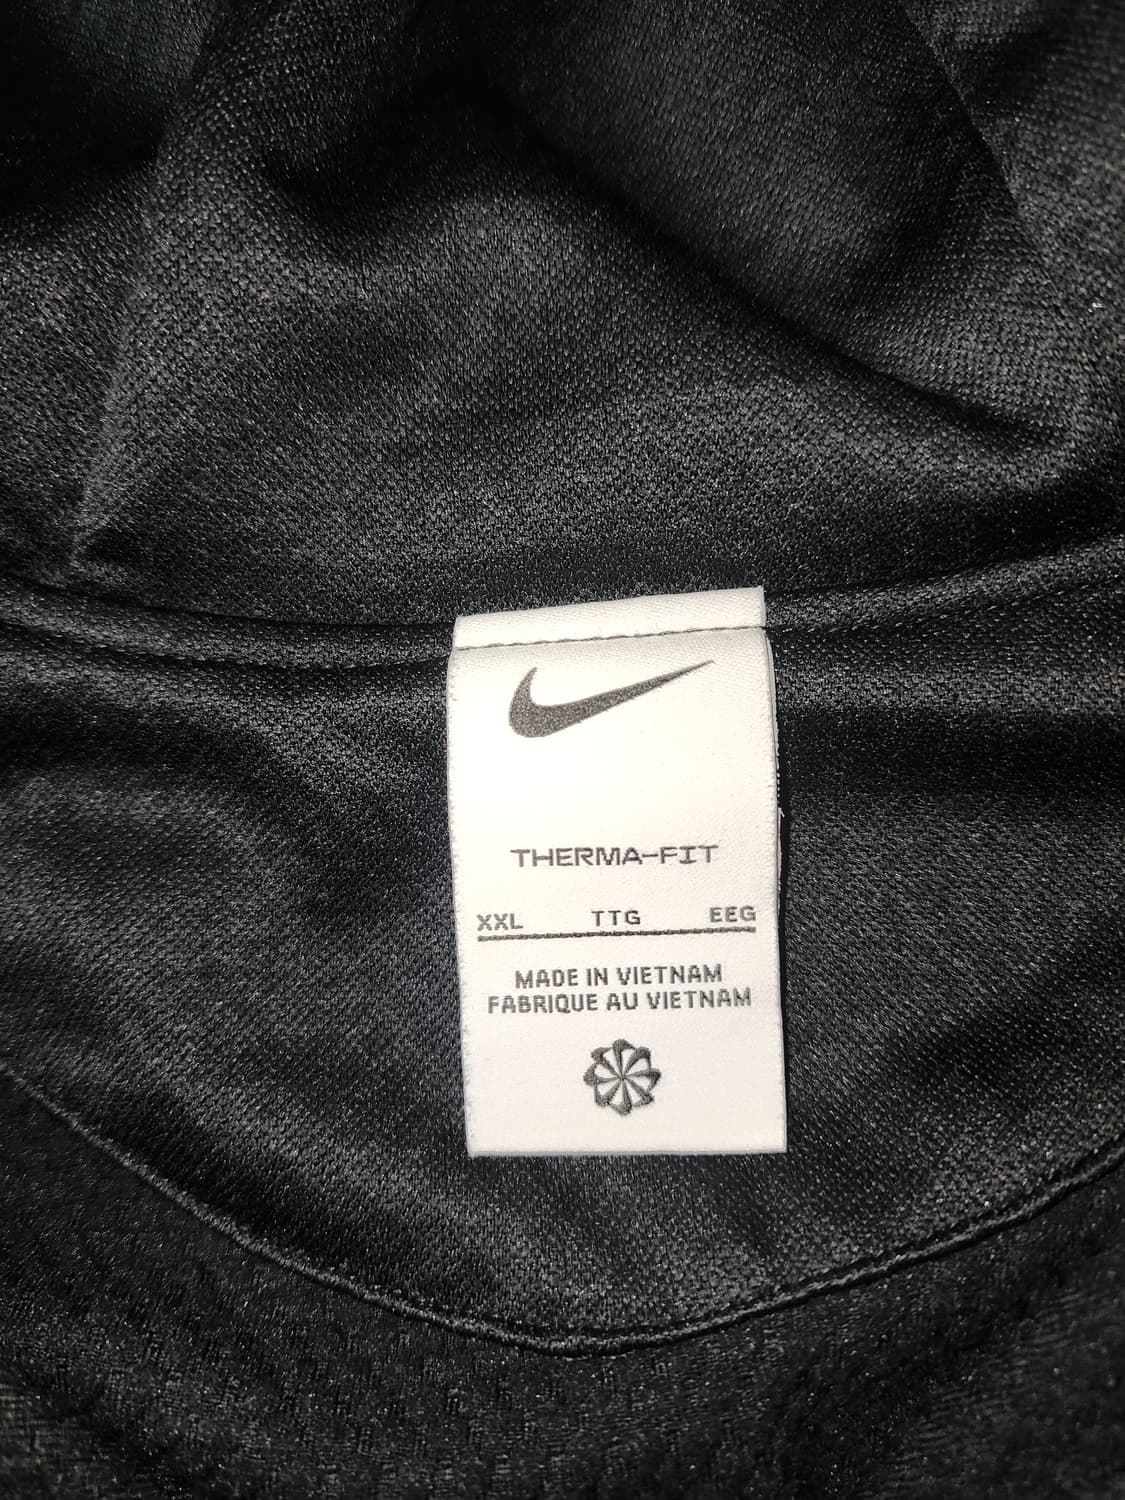 THERMA-FIT
XXL TTG EEG
MADE IN VIETNAM
FABRIQUE AU VIETNAM